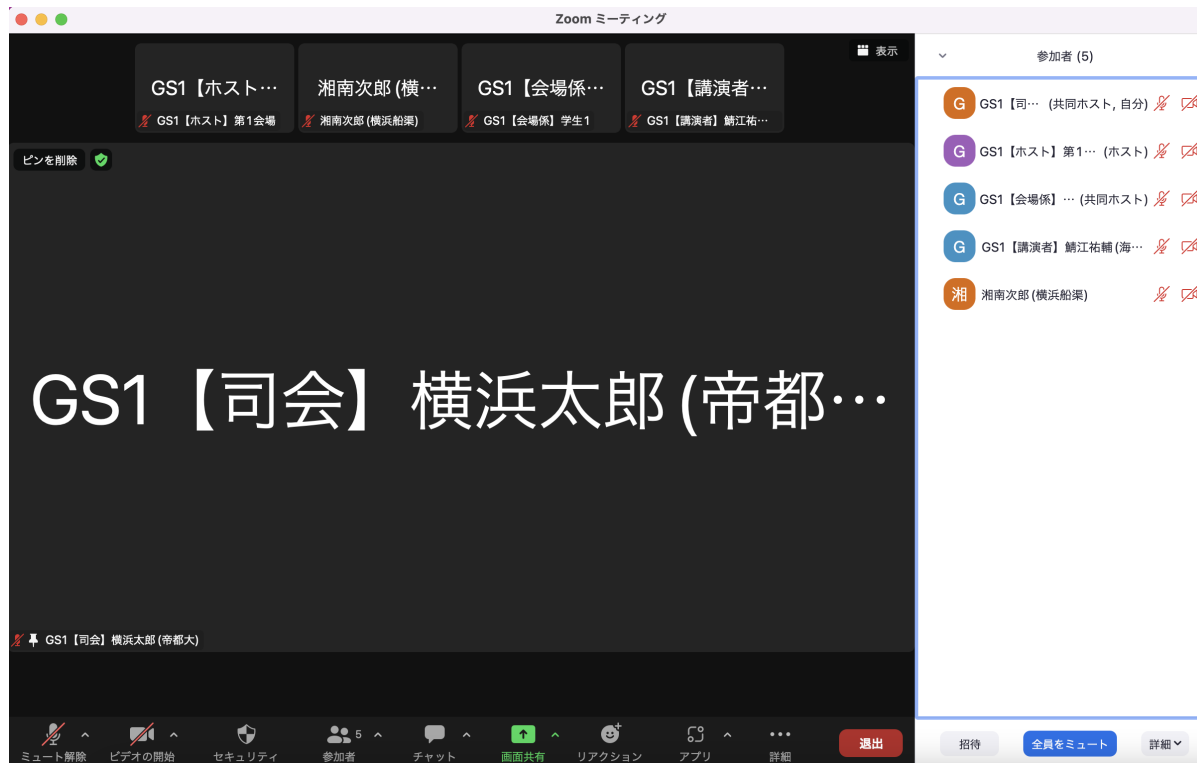 Zoom ミーティング
表示
GS1【ホスト…
湘南次郎 (横…
GS1【会場係…
GS1【講演者…
GS1【ホスト】第1会場
湘南次郎 (横浜船渠)
GS1【会場係】学生1
GS1【講演者】鯖江祐…
ピンを削除
GS1【司会】横浜太郎 (帝都…
GS1【司会】横浜太郎 (帝都大)
参加者 (5)
G GS1【司… (共同ホスト, 自分)
G GS1【ホスト】第1… (ホスト)
G GS1【会場係】… (共同ホスト)
G GS1【講演者】鯖江祐輔 (海…
湘 湘南次郎 (横浜船渠)
ミュート解除
ビデオの開始
セキュリティ
5
参加者
チャット
画面共有
リアクション
アプリ
詳細
退出
招待
全員をミュート
詳細